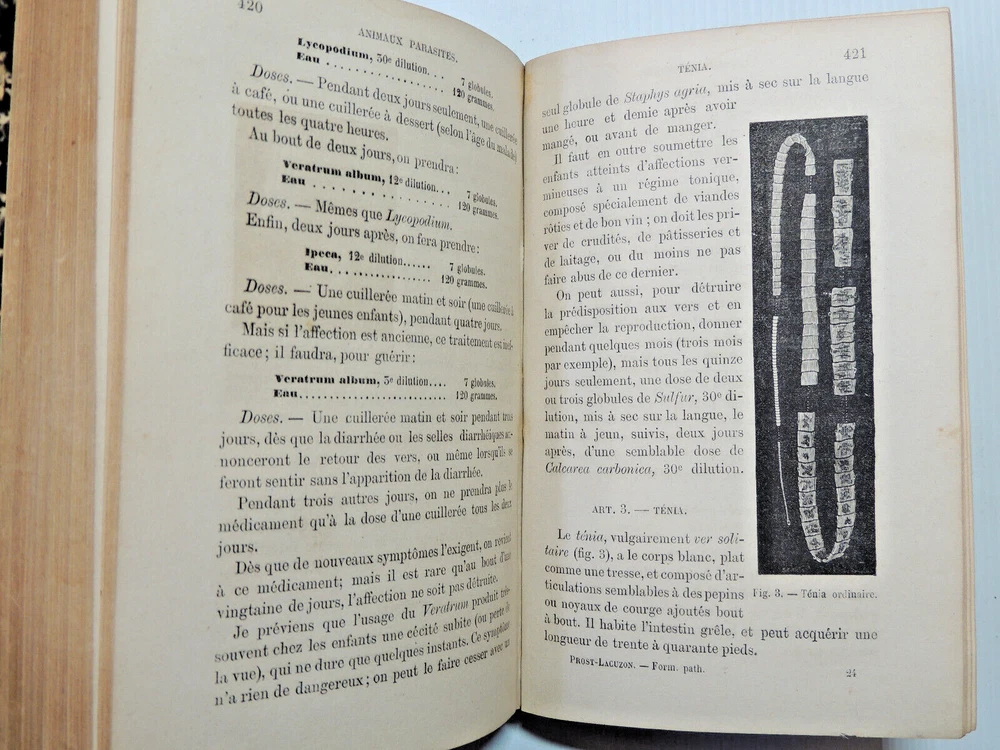 420
ANIMAUX PARASITES.
Lycopodium, 30e dilution... 7 globules.
Eau . . . . . . . . . . . . . . 120 grammes.
Doses. — Pendant deux jours seulement, une cuillerée
à café, ou une cuillerée à dessert (selon l'âge du malade)
toutes les quatre heures.
Au bout de deux jours, on prendra :
Veratrum album, 12e dilution... 7 globules.
Eau . . . . . . . . . . . . . . 120 grammes.
Doses. — Mêmes que Lycopodium.
Enfin, deux jours après, on fera prendre :
Ipeca, 12e dilution...... 7 globules.
Eau.............. 120 grammes.
Doses. — Une cuillerée matin et soir (une cuillerée à
café pour les jeunes enfants), pendant quatre jours.
Mais si l'affection est ancienne, ce traitement est inef-
ficace ; il faudra, pour guérir :
Veratrum album, 3e dilution.... 7 globules.
Eau..................... 120 grammes.
Doses. — Une cuillerée matin et soir pendant trois
jours, dès que la diarrhée ou les selles diarrhéiques an-
nonceront le retour des vers, ou même lorsqu'ils se
feront sentir sans l'apparition de la diarrhée.
Pendant trois autres jours, on ne prendra plus le
médicament qu'à la dose d'une cuillerée tous les deux
jours.
Dès que de nouveaux symptômes l'exigent, on revient
à ce médicament; mais il est rare qu'au bout d'une
vingtaine de jours, l'affection ne soit pas détruite.
Je préviens que l'usage du Veratrum produit très-
souvent chez les enfants une cécité subite (ou perte de
la vue), qui ne dure que quelques instants. Ce symptôme
n'a rien de dangereux ; on peut le faire cesser avec un
TÉNIA.
421
seul globule de Staphys agria, mis à sec sur la langue
une heure et demie après avoir
mangé, ou avant de manger.
Il faut en outre soumettre les
enfants atteints d'affections ver-
mineuses à un régime tonique,
composé spécialement de viandes
rôties et de bon vin ; on doit les pri-
ver de crudités, de pâtisseries et
de laitage, ou du moins ne pas
faire abus de ce dernier.
On peut aussi, pour détruire
la prédisposition aux vers et en
empêcher la reproduction, donner
pendant quelques mois (trois mois
par exemple), mais tous les quinze
jours seulement, une dose de deux
ou trois globules de Sulfur, 30e di-
lution, mis à sec sur la langue, le
matin à jeun, suivis, deux jours
après, d'une semblable dose de
Calcarea carbonica, 30e dilution.
ART. 3. — TÉNIA.
Le ténia, vulgairement ver soli-
taire (fig. 3), a le corps blanc, plat
comme une tresse, et composé d'ar-
ticulations semblables à des pepins
ou noyaux de courge ajoutés bout
à bout. Il habite l'intestin grêle, et peut acquérir une
longueur de trente à quarante pieds.
Fig. 3. — Ténia ordinaire.
PROST-LACUZON. — Form. path.
24